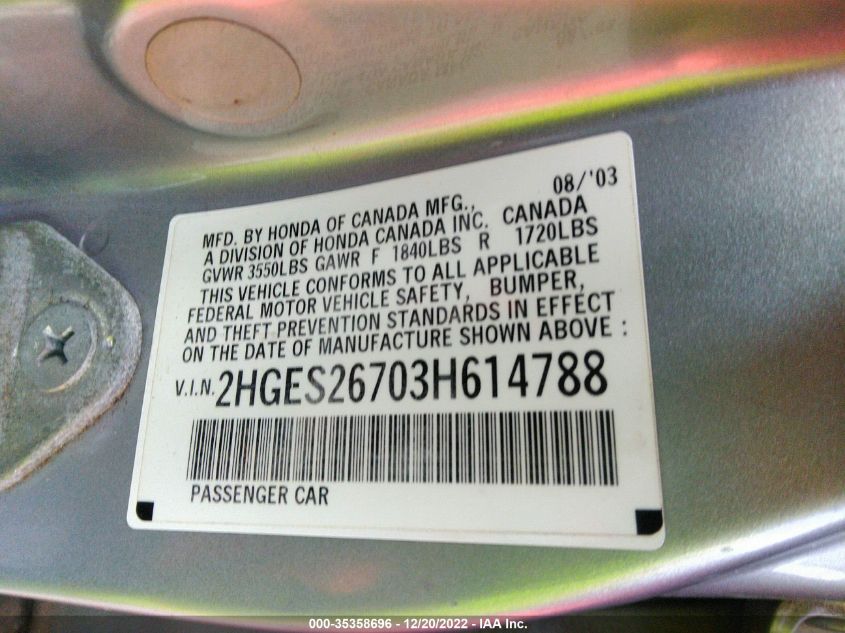 08/'03
MFD. BY HONDA OF CANADA MFG.,
A DIVISION OF HONDA CANADA INC. CANADA
GVWR 3550LBS GAWR F 1840LBS R 1720LBS
THIS VEHICLE CONFORMS TO ALL APPLICABLE
FEDERAL MOTOR VEHICLE SAFETY, BUMPER,
AND THEFT PREVENTION STANDARDS IN EFFECT
ON THE DATE OF MANUFACTURE SHOWN ABOVE :
V.I.N. 2HGES26703H614788
PASSENGER CAR
000-35358696 - 12/20/2022 - IAA Inc.